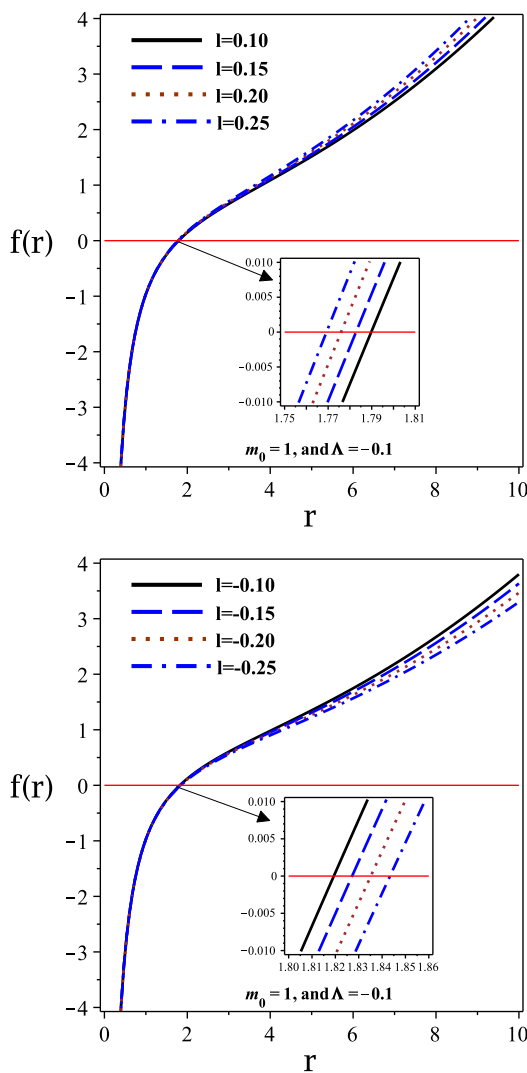 4
l=0.10
l=0.15
3
l=0.20
l=0.25
2
1
f(r)
0
0.010
0.005
-1
0
-0.005
-2
-0.010
1.75 1.77 1.79 1.81
-3
m₀ = 1, and Λ = −0.1
-4
0 2 4 6 8 10
r
4
l=-0.10
l=-0.15
3
l=-0.20
l=-0.25
2
1
f(r)
0
0.010
0.005
-1
0
-0.005
-2
-0.010
1.80 1.81 1.82 1.83 1.84 1.85 1.86
-3
m₀ = 1, and Λ = −0.1
-4
0 2 4 6 8 10
r